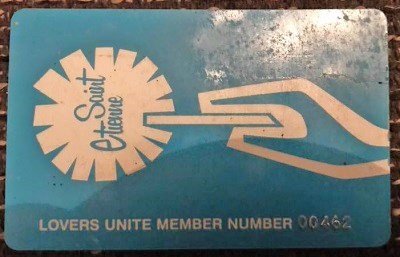 Saint
Etienne
LOVERS UNITE MEMBER NUMBER 00462